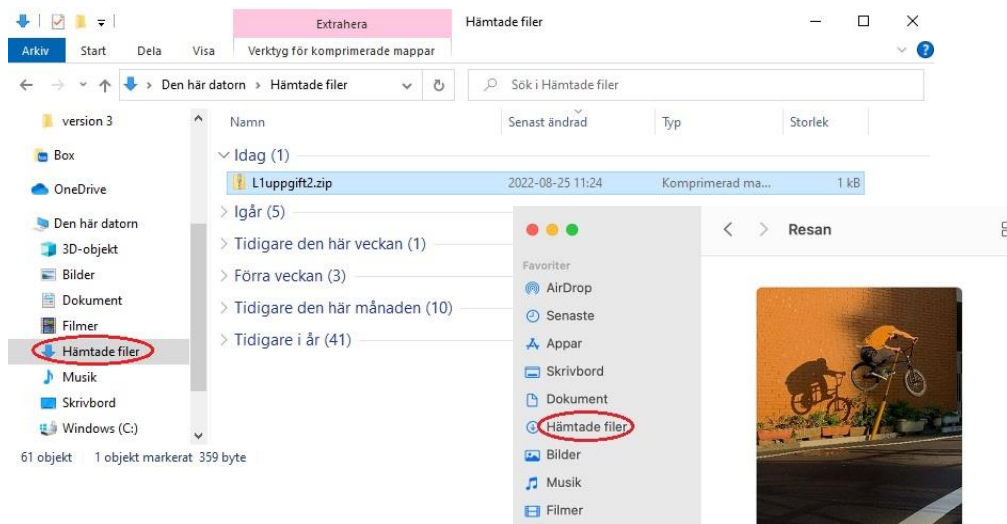 Extrahera
Hämtade filer
Arkiv Start Dela Visa Verktyg för komprimerade mappar
Den här datorn > Hämtade filer
Sök i Hämtade filer
version 3
Box
OneDrive
Den här datorn
3D-objekt
Bilder
Dokument
Filmer
Hämtade filer
Musik
Skrivbord
Windows (C:)
Namn Senast ändrad Typ Storlek
Idag (1)
L1uppgift2.zip 2022-08-25 11:24 Komprimerad ma... 1 kB
Igår (5)
Tidigare den här veckan (1)
Förra veckan (3)
Tidigare den här månaden (10)
Tidigare i år (41)
61 objekt 1 objekt markerat 359 byte
Resan
Favoriter
AirDrop
Senaste
Appar
Skrivbord
Dokument
Hämtade filer
Bilder
Musik
Filmer